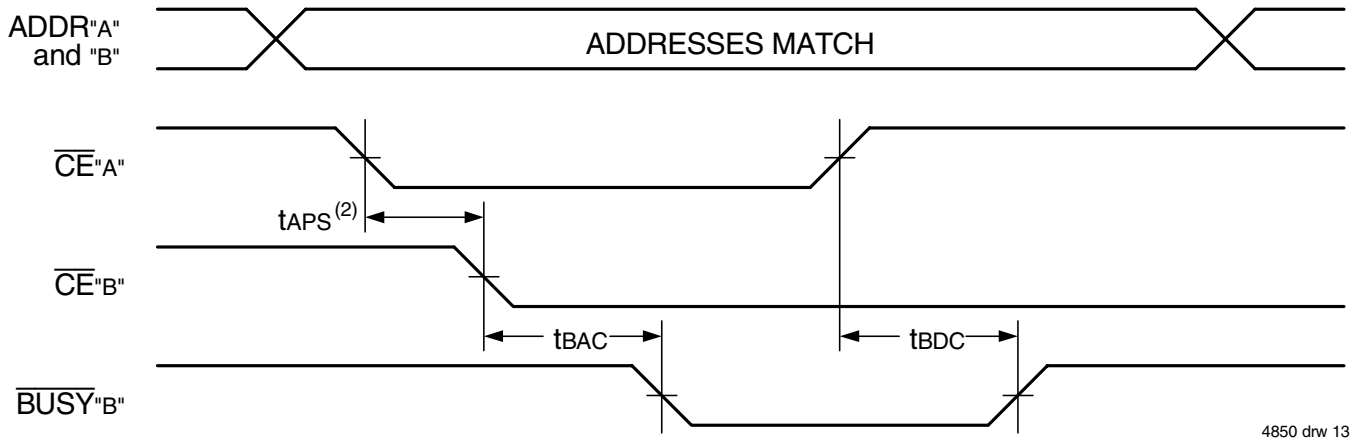 ADDR"A"
and "B"
ADDRESSES MATCH
CE"A"
tAPS (2)
CE"B"
tBAC
tBDC
BUSY"B"
4850 drw 13